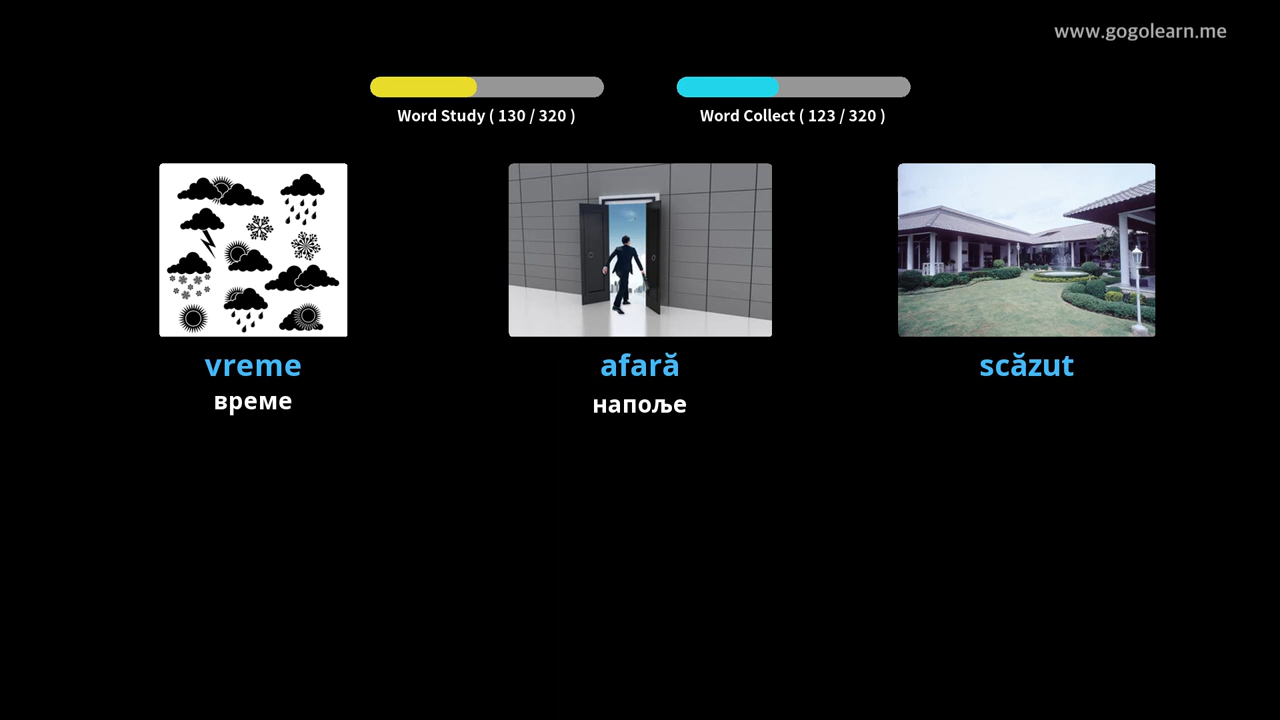 www.gogolearn.me
Word Study ( 130 / 320 )
Word Collect ( 123 / 320 )
vreme
afară
scăzut
време
напоље